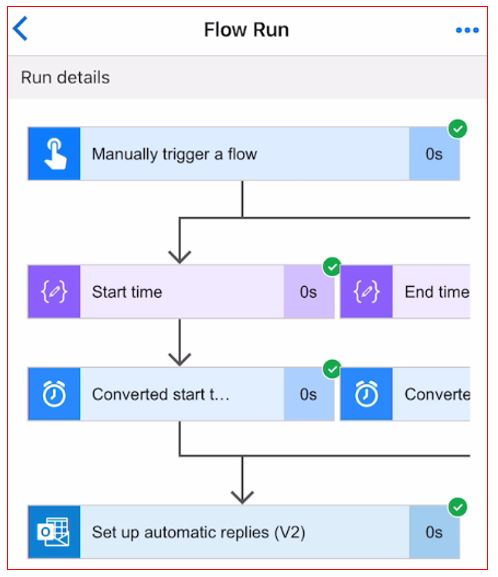 Flow Run
Run details
Manually trigger a flow 0s
Start time 0s End time
Converted start t... 0s Converte
Set up automatic replies (V2) 0s